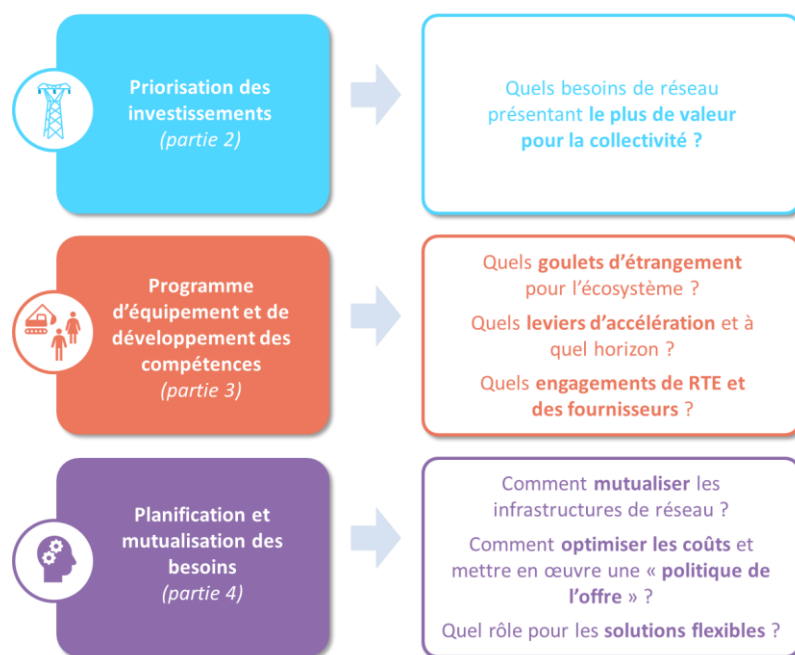 Priorisation des
investissements
(partie 2)
Quels besoins de réseau
présentant le plus de valeur
pour la collectivité ?
Programme
d'équipement et de
développement des
compétences
(partie 3)
Quels goulets d'étrangement
pour l'écosystème ?
Quels leviers d'accélération et à
quel horizon ?
Quels engagements de RTE et
des fournisseurs ?
Planification et
mutualisation des
besoins
(partie 4)
Comment mutualiser les
infrastructures de réseau ?
Comment optimiser les coûts et
mettre en œuvre une « politique de
l'offre » ?
Quel rôle pour les solutions flexibles ?